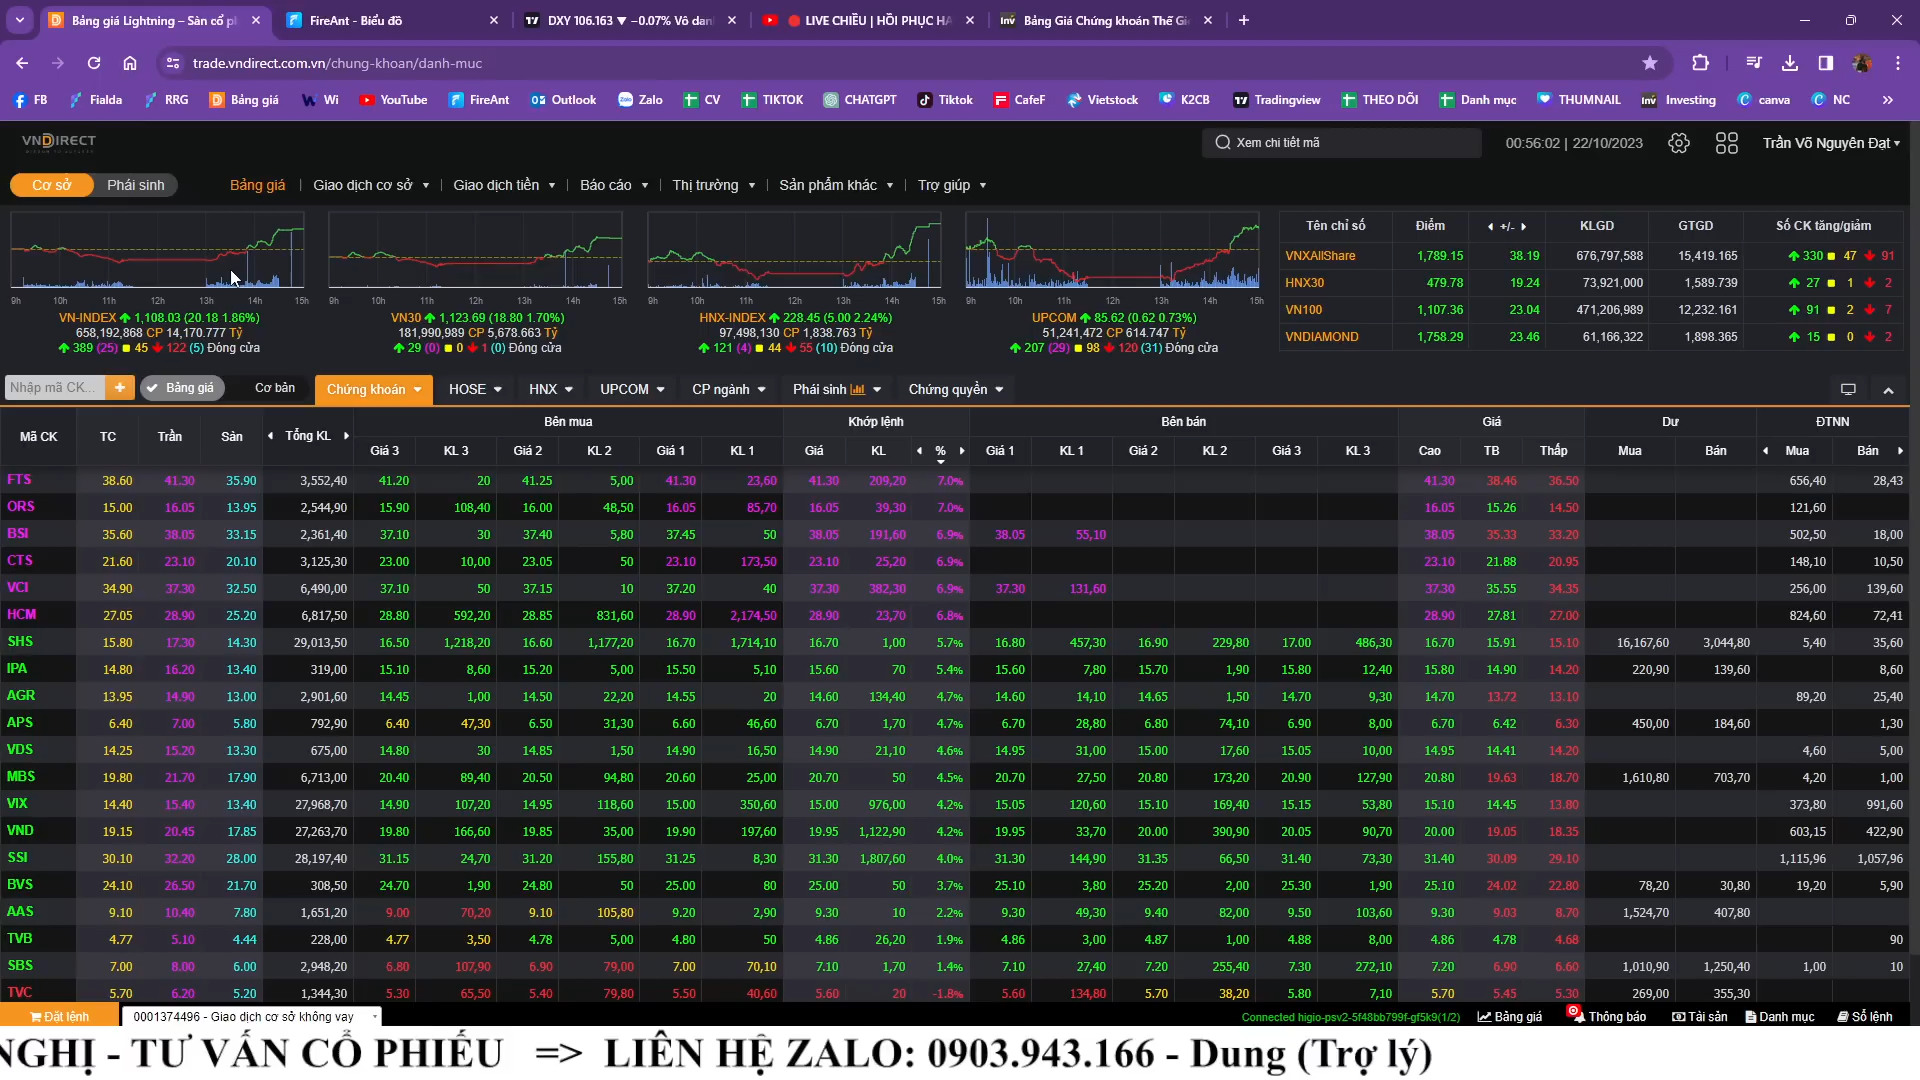 Bảng giá Lightning – Sàn cổ ph
FireAnt - Biểu đồ
DXY 106.163 ▼ −0.07% Vô dan
LIVE CHIỀU | HỒI PHỤC HA
Bảng Giá Chứng khoán Thế Gi
trade.vndirect.com.vn/chung-khoan/danh-muc
FB Fialda RRG Bảng giá Wi YouTube FireAnt Outlook Zalo CV TIKTOK CHATGPT Tiktok CafeF Vietstock K2CB Tradingview THEO DÕI Danh mục THUMNAIL Investing canva NC
VNDIRECT
Xem chi tiết mã
00:56:02 | 22/10/2023
Trần Võ Nguyên Đạt
Cơ sở Phái sinh Bảng giá | Giao dịch cơ sở | Giao dịch tiền | Báo cáo | Thị trường | Sản phẩm khác | Trợ giúp
9h 10h 11h 12h 13h 14h 15h
VN-INDEX 1,108.03 (20.18 1.86%)
658,192,868 CP 14,170.777 Tỷ
389 (25) 45 122 (5) Đóng cửa
9h 10h 11h 12h 13h 14h 15h
VN30 1,123.69 (18.80 1.70%)
181,990,989 CP 5,678.663 Tỷ
29 (0) 0 1 (0) Đóng cửa
9h 10h 11h 12h 13h 14h 15h
HNX-INDEX 228.45 (5.00 2.24%)
97,498,130 CP 1,838.763 Tỷ
121 (4) 44 55 (10) Đóng cửa
9h 10h 11h 12h 13h 14h 15h
UPCOM 85.62 (0.62 0.73%)
51,241,472 CP 614.747 Tỷ
207 (29) 98 120 (31) Đóng cửa
Tên chỉ số Điểm +/- KLGD GTGD Số CK tăng/giảm
VNXAllShare 1,789.15 38.19 676,797,588 15,419.165 330 47 91
HNX30 479.78 19.24 73,921,000 1,589.739 27 1 2
VN100 1,107.36 23.04 471,206,989 12,232.161 91 2 7
VNDIAMOND 1,758.29 23.46 61,166,322 1,898.365 15 0 2
Nhập mã CK... + Bảng giá Cơ bản Chứng khoán HOSE HNX UPCOM CP ngành Phái sinh Chứng quyền
Mã CK TC Trần Sàn Tổng KL Bên mua Khớp lệnh Bên bán Giá Dư ĐTNN
Giá 3 KL 3 Giá 2 KL 2 Giá 1 KL 1 Giá KL % Giá 1 KL 1 Giá 2 KL 2 Giá 3 KL 3 Cao TB Thấp Mua Bán Mua Bán
FTS 38.60 41.30 35.90 3,552,40 41.20 20 41.25 5,00 41.30 23,60 41.30 209,20 7.0% 41.30 38.46 36.50 656,40 28,43
ORS 15.00 16.05 13.95 2,544,90 15.90 108,40 16.00 48,50 16.05 85,70 16.05 39,30 7.0% 16.05 15.26 14.50 121,60
BSI 35.60 38.05 33.15 2,361,40 37.10 30 37.40 5,80 37.45 50 38.05 191,60 6.9% 38.05 55,10 38.05 35.33 33.20 502,50 18,00
CTS 21.60 23.10 20.10 3,125,30 23.00 10,00 23.05 50 23.10 173,50 23.10 25,20 6.9% 23.10 21.88 20.95 148,10 10,50
VCI 34.90 37.30 32.50 6,490,00 37.10 50 37.15 10 37.20 40 37.30 382,30 6.9% 37.30 131,60 37.30 35.55 34.35 256,00 139,60
HCM 27.05 28.90 25.20 6,817,50 28.80 592,20 28.85 831,60 28.90 2,174,50 28.90 23,70 6.8% 28.90 27.81 27.00 824,60 72,41
SHS 15.80 17.30 14.30 29,013,50 16.50 1,218,20 16.60 1,177,20 16.70 1,714,10 16.70 1,00 5.7% 16.80 457,30 16.90 229,80 17.00 486,30 16.70 15.91 15.10 16,167,60 3,044,80 5,40 35,60
IPA 14.80 16.20 13.40 319,00 15.10 8,60 15.20 5,00 15.50 5,10 15.60 70 5.4% 15.60 7,80 15.70 1,90 15.80 12,40 15.80 14.90 14.20 220,90 139,60 8,60
AGR 13.95 14.90 13.00 2,901,60 14.45 1,00 14.50 22,20 14.55 20 14.60 134,40 4.7% 14.60 14,10 14.65 1,50 14.70 9,30 14.70 13.72 13.10 89,20 25,40
APS 6.40 7.00 5.80 792,90 6.40 47,30 6.50 31,30 6.60 46,60 6.70 1,70 4.7% 6.70 28,80 6.80 74,10 6.90 8,00 6.70 6.42 6.30 450,00 184,60 1,30
VDS 14.25 15.20 13.30 675,00 14.80 30 14.85 1,50 14.90 16,50 14.90 21,10 4.6% 14.95 31,00 15.00 17,60 15.05 10,00 14.95 14.41 14.20 4,60 5,00
MBS 19.80 21.70 17.90 6,713,00 20.40 89,40 20.50 94,80 20.60 25,00 20.70 50 4.5% 20.70 27,50 20.80 173,20 20.90 127,90 20.80 19.63 18.70 1,610,80 703,70 4,20 1,00
VIX 14.40 15.40 13.40 27,968,70 14.90 107,20 14.95 118,60 15.00 350,60 15.00 976,00 4.2% 15.05 120,60 15.10 169,40 15.15 53,80 15.10 14.45 13.80 373,80 991,60
VND 19.15 20.45 17.85 27,263,70 19.80 166,60 19.85 35,00 19.90 197,60 19.95 1,122,90 4.2% 19.95 33,70 20.00 390,90 20.05 90,70 20.00 19.05 18.35 603,15 422,90
SSI 30.10 32.20 28.00 28,197,40 31.15 24,70 31.20 155,80 31.25 8,30 31.30 1,807,60 4.0% 31.30 144,90 31.35 66,50 31.40 73,30 31.40 30.09 29.10 1,115,96 1,057,96
BVS 24.10 26.50 21.70 308,50 24.70 1,90 24.80 50 25.00 80 25.00 50 3.7% 25.10 3,80 25.20 2,00 25.30 1,90 25.10 24.02 22.80 78,20 30,80 19,20 5,90
AAS 9.10 10.40 7.80 1,651,20 9.00 70,20 9.10 105,80 9.20 2,90 9.30 10 2.2% 9.30 49,30 9.40 82,00 9.50 103,60 9.30 9.03 8.70 1,524,70 407,80
TVB 4.77 5.10 4.44 228,00 4.77 3,50 4.78 5,00 4.80 50 4.86 26,20 1.9% 4.86 3,00 4.87 1,00 4.88 8,00 4.86 4.78 4.68 90
SBS 7.00 8.00 6.00 2,948,20 6.80 107,90 6.90 79,00 7.00 70,10 7.10 1,70 1.4% 7.10 27,40 7.20 255,40 7.30 272,10 7.20 6.90 6.60 1,010,90 1,250,40 1,00 10
TVC 5.70 6.20 5.20 1,344,30 5.30 65,50 5.40 79,80 5.50 40,60 5.60 20 -1.8% 5.60 134,80 5.70 38,20 5.80 7,10 5.70 5.45 5.30 269,00 355,30
Đặt lệnh 0001374496 - Giao dịch cơ sở không vay Connected higio-psv2-5f48bb799f-gf5k9(1/2) Bảng giá Thông báo Tài sản Danh mục Sổ lệnh
NGHỊ - TƯ VẤN CỔ PHIẾU => LIÊN HỆ ZALO: 0903.943.166 - Dung (Trợ lý)